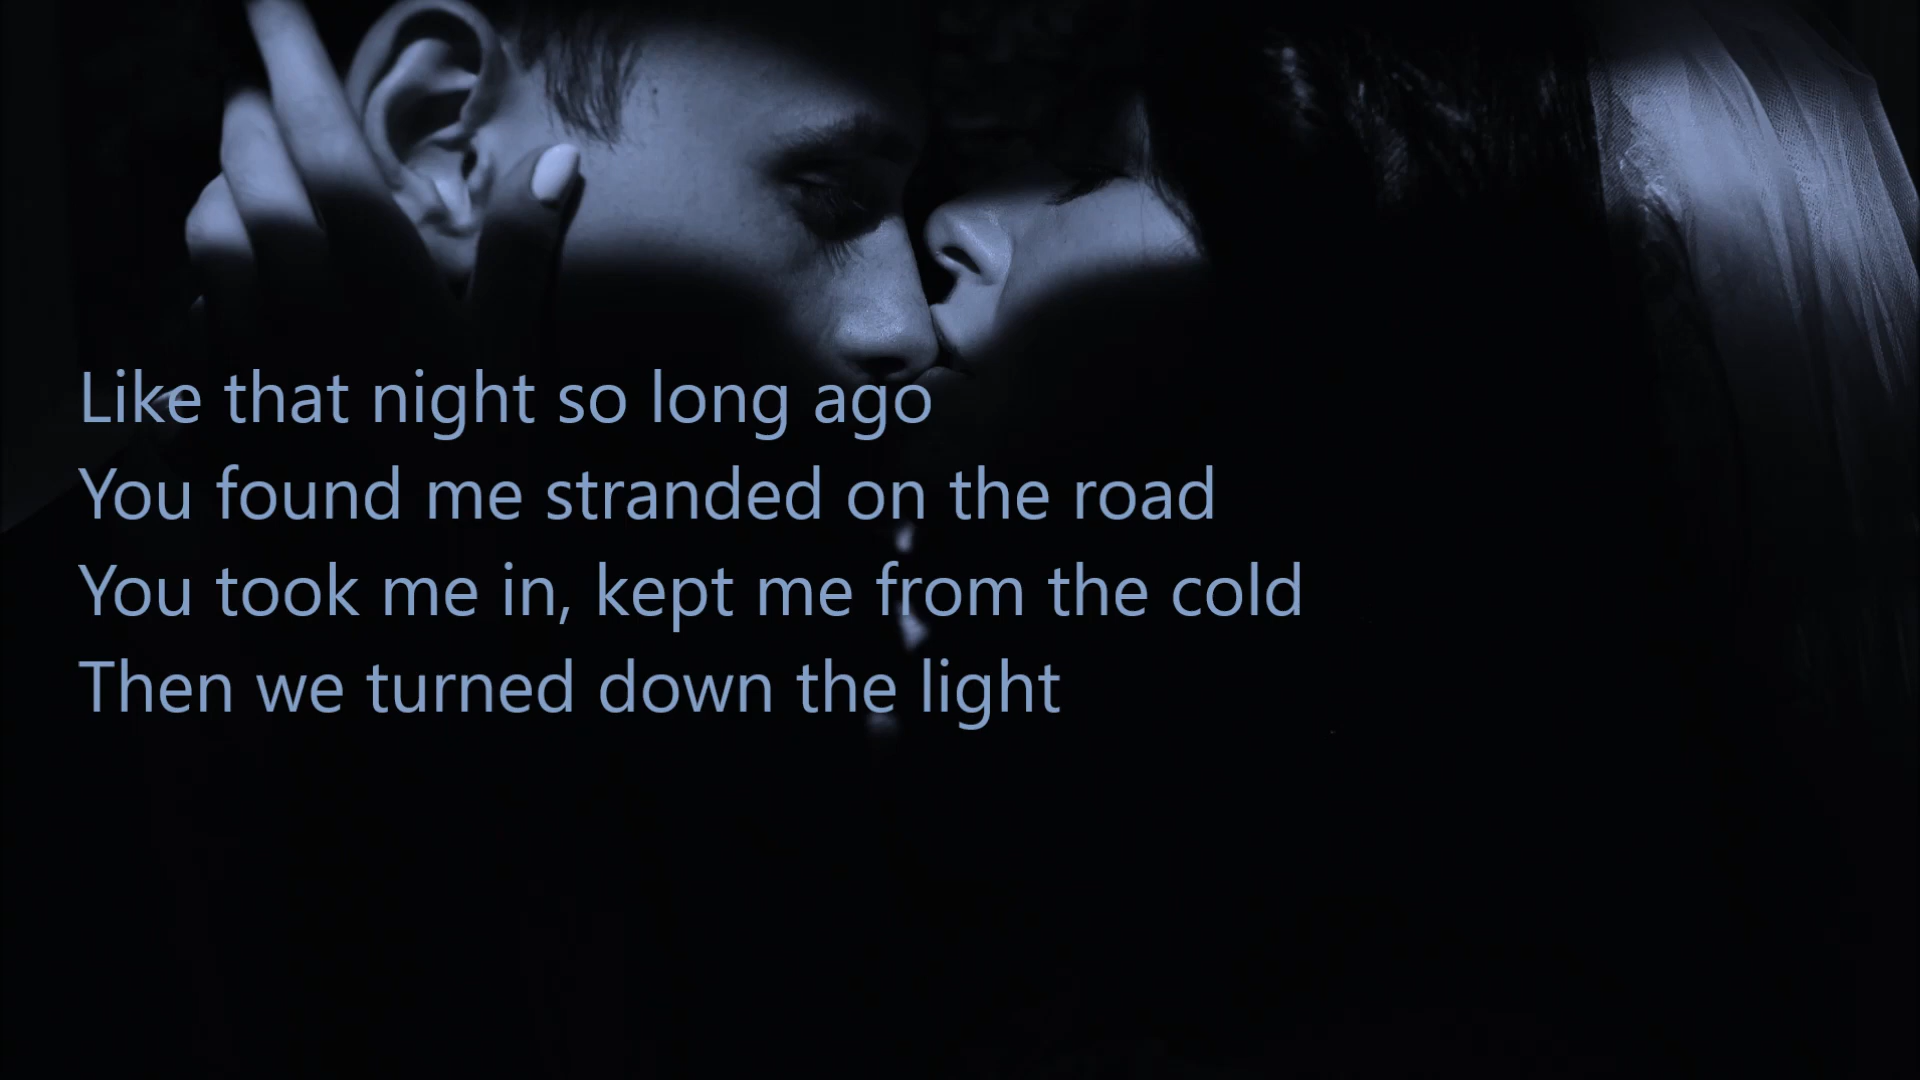 Like that night so long ago
You found me stranded on the road
You took me in, kept me from the cold
Then we turned down the light